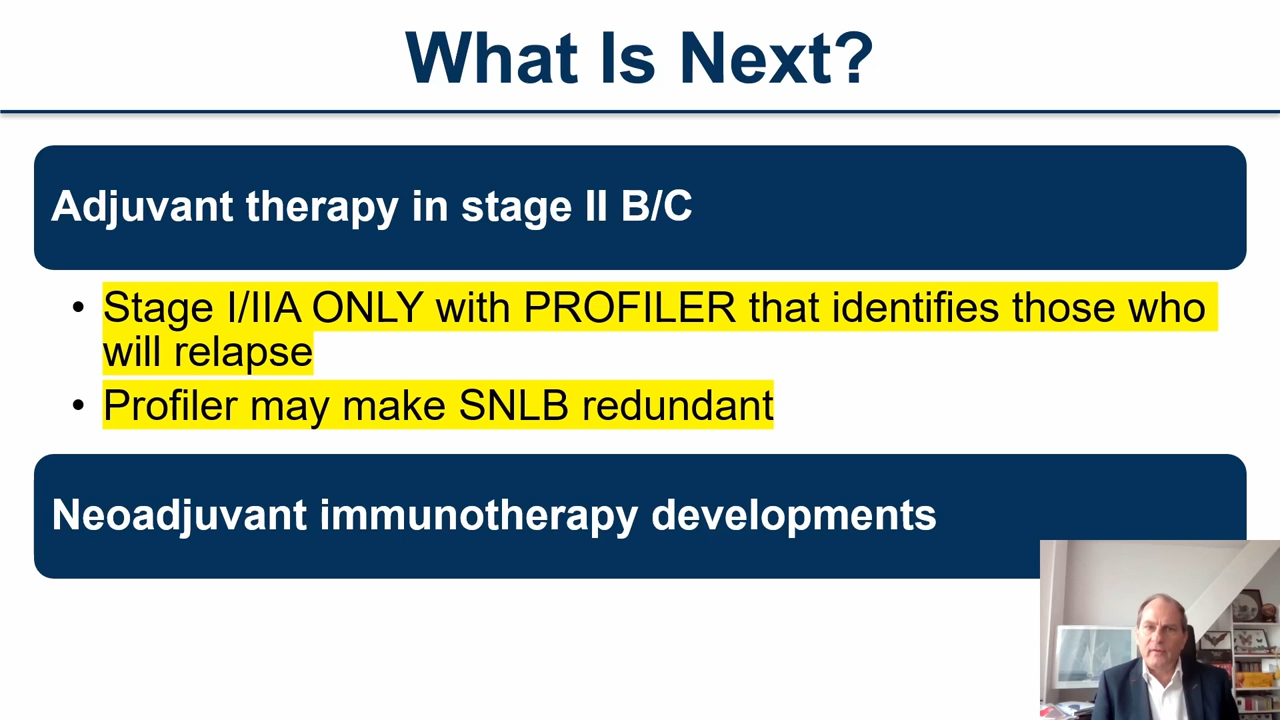 What Is Next?
Adjuvant therapy in stage II B/C
• Stage I/IIA ONLY with PROFILER that identifies those who
will relapse
• Profiler may make SNLB redundant
Neoadjuvant immunotherapy developments